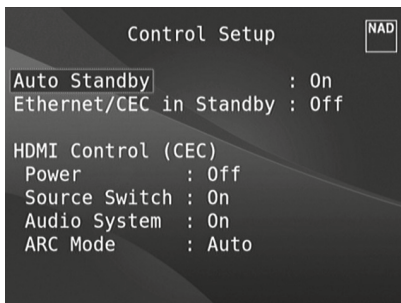 Control Setup
NAD
Auto Standby : On
Ethernet/CEC in Standby : Off
HDMI Control (CEC)
Power : Off
Source Switch : On
Audio System : On
ARC Mode : Auto